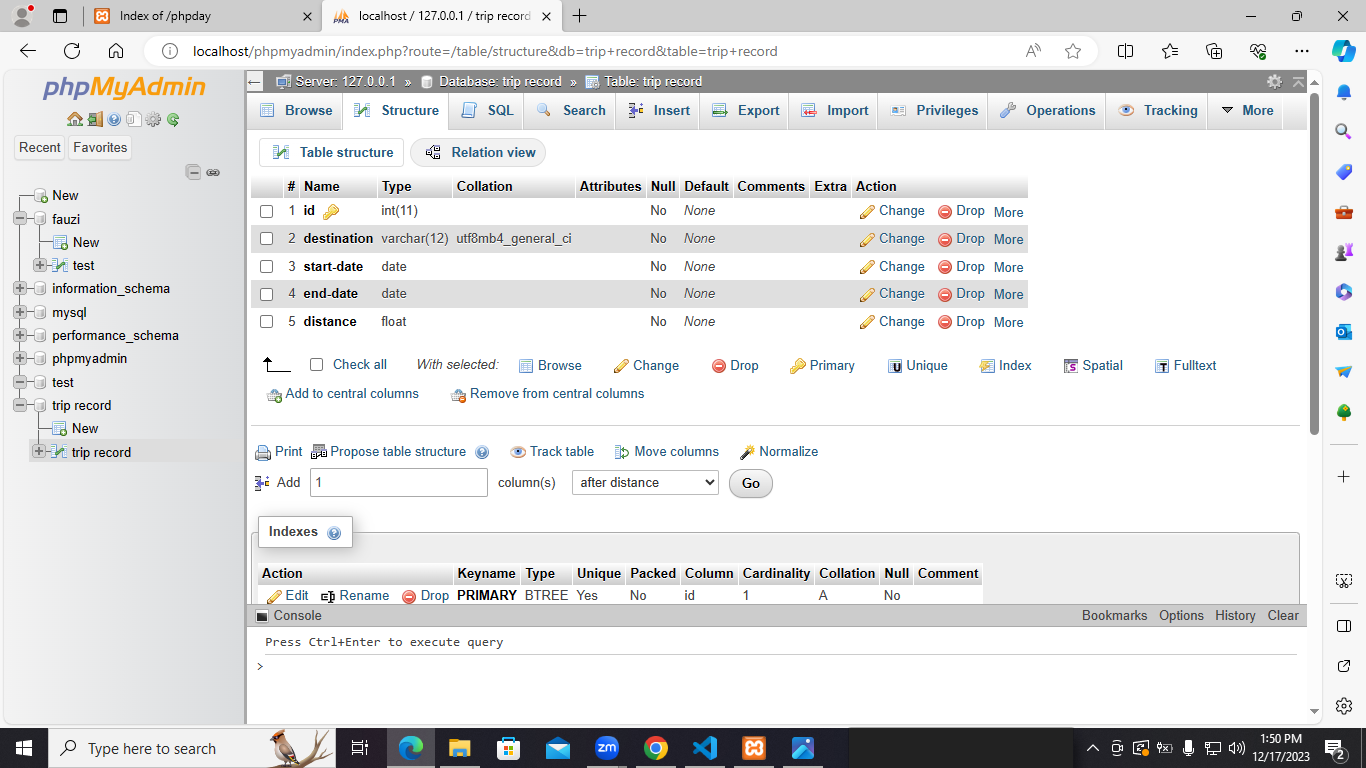 Index of /phpday
localhost / 127.0.0.1 / trip record
localhost/phpmyadmin/index.php?route=/table/structure&db=trip+record&table=trip+record
phpMyAdmin
Recent Favorites
New
fauzi
New
test
information_schema
mysql
performance_schema
phpmyadmin
test
trip record
New
trip record
Server: 127.0.0.1 » Database: trip record » Table: trip record
Browse Structure SQL Search Insert Export Import Privileges Operations Tracking More
Table structure Relation view
# Name Type Collation Attributes Null Default Comments Extra Action
1 id int(11) No None Change Drop More
2 destination varchar(12) utf8mb4_general_ci No None Change Drop More
3 start-date date No None Change Drop More
4 end-date date No None Change Drop More
5 distance float No None Change Drop More
Check all With selected: Browse Change Drop Primary Unique Index Spatial Fulltext
Add to central columns Remove from central columns
Print Propose table structure Track table Move columns Normalize
Add 1 column(s) after distance Go
Indexes
Action Keyname Type Unique Packed Column Cardinality Collation Null Comment
Edit Rename Drop PRIMARY BTREE Yes No id 1 A No
Console Bookmarks Options History Clear
Press Ctrl+Enter to execute query
>
Type here to search
zm
1:50 PM
12/17/2023
2